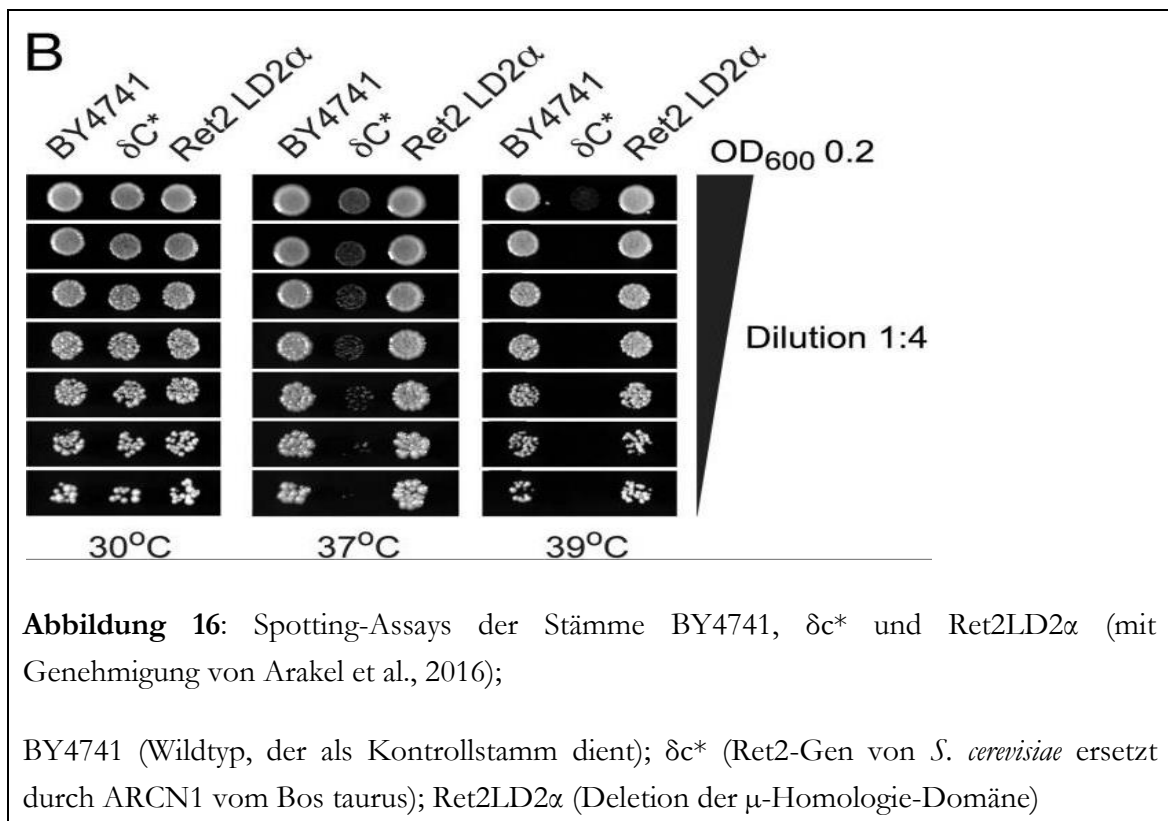 B
BY4741 δC* Ret2 LD2α BY4741 δC* Ret2 LD2α BY4741 δC* Ret2 LD2α
OD600 0.2
Dilution 1:4
30°C 37°C 39°C
Abbildung 16: Spotting-Assays der Stämme BY4741, δc* und Ret2LD2α (mit
Genehmigung von Arakel et al., 2016);
BY4741 (Wildtyp, der als Kontrollstamm dient); δc* (Ret2-Gen von S. cerevisiae ersetzt
durch ARCN1 vom Bos taurus); Ret2LD2α (Deletion der μ-Homologie-Domäne)